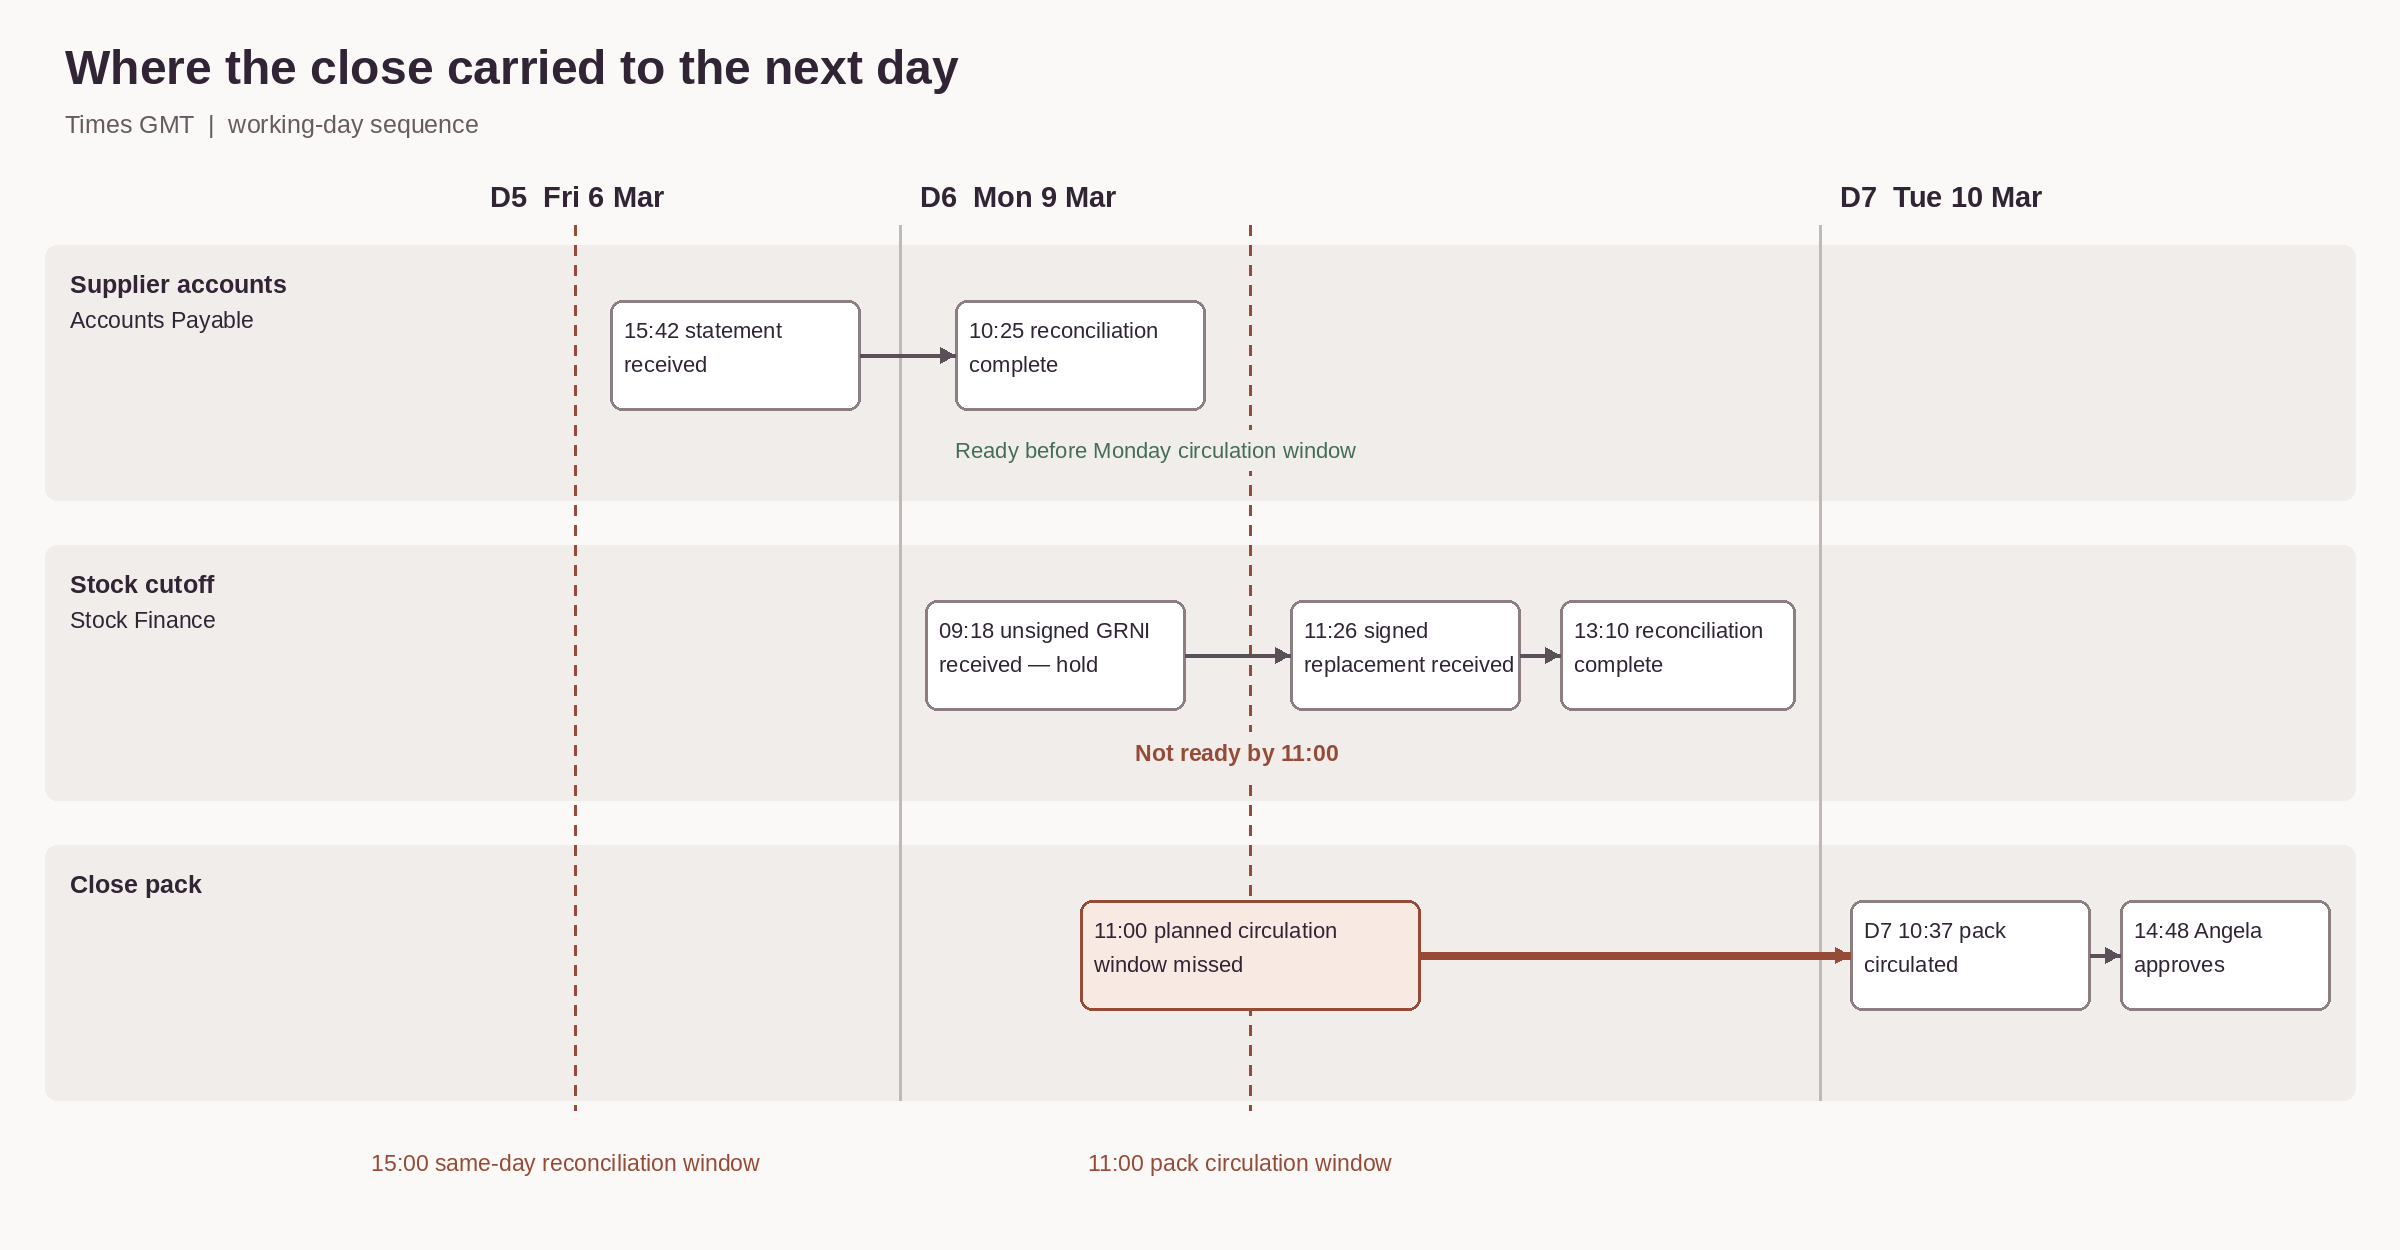 Where the close carried to the next day
Times GMT | working-day sequence
D5 Fri 6 Mar
D6 Mon 9 Mar
D7 Tue 10 Mar
Supplier accounts
Accounts Payable
15:42 statement
received
10:25 reconciliation
complete
Ready before Monday circulation window
Stock cutoff
Stock Finance
09:18 unsigned GRNI
received — hold
11:26 signed
replacement received
13:10 reconciliation
complete
Not ready by 11:00
Close pack
11:00 planned circulation
window missed
D7 10:37 pack
circulated
14:48 Angela
approves
15:00 same-day reconciliation window
11:00 pack circulation window